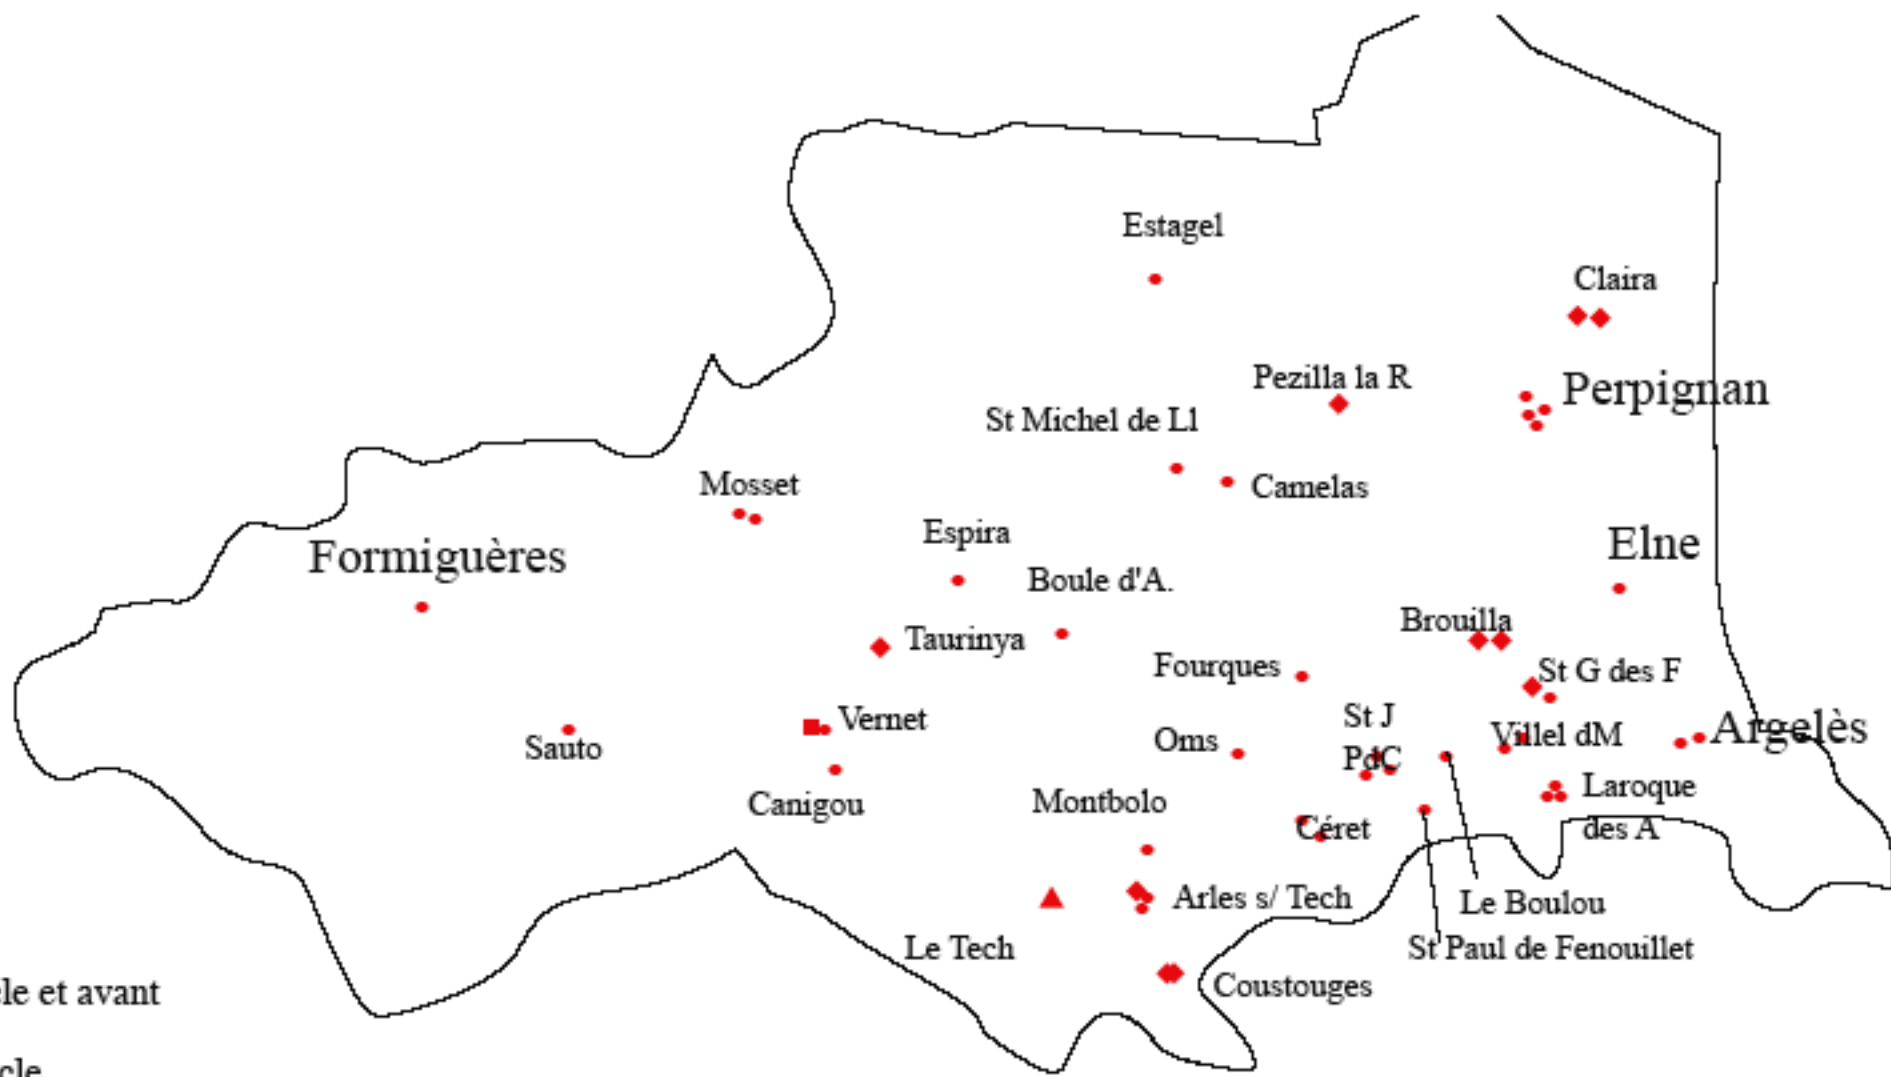 Estagel
Claira
Pezilla la R
Perpignan
St Michel de Ll
Mosset
Camelas
Espira
Elne
Formiguères
Boule d'A.
Brouilla
Taurinya
Fourques
St G des F
St J
Vernet
Argelès
Villel dM
Oms
Sauto
PdC
Laroque
des A
Canigou
Montbolo
Céret
Arles s/ Tech
Le Boulou
Le Tech
St Paul de Fenouillet
Coustouges
et avant